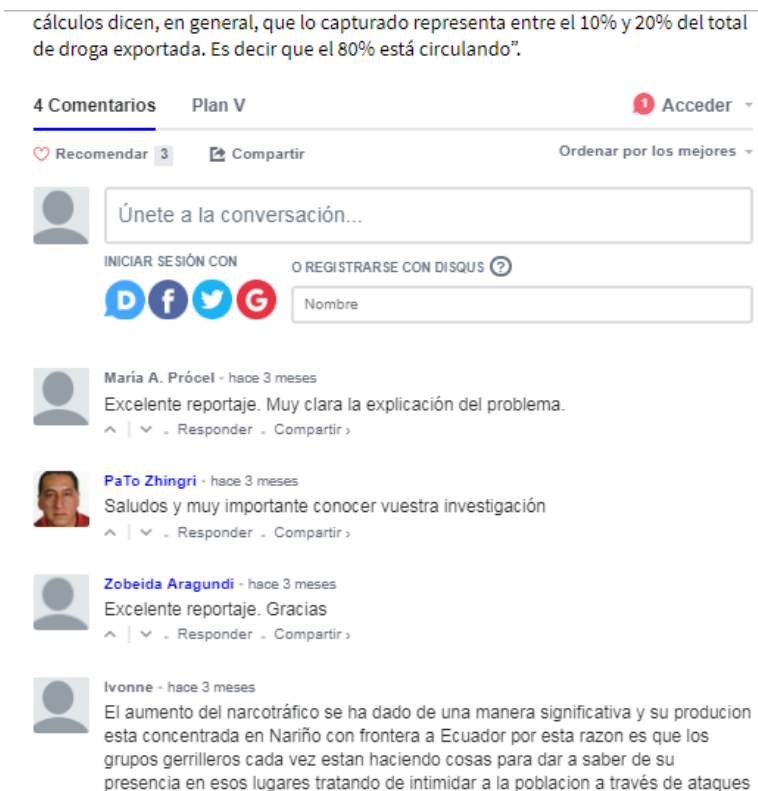 cálculos dicen, en general, que lo capturado representa entre el 10% y 20% del total
de droga exportada. Es decir que el 80% está circulando”.
4 Comentarios Plan V 1 Acceder
Recomendar 3 Compartir Ordenar por los mejores
Únete a la conversación...
INICIAR SESIÓN CON O REGISTRARSE CON DISQUS ?
D f G Nombre
María A. Prócel - hace 3 meses
Excelente reportaje. Muy clara la explicación del problema.
Responder Compartir ›
PaTo Zhingri - hace 3 meses
Saludos y muy importante conocer vuestra investigación
Responder Compartir ›
Zobeida Aragundi - hace 3 meses
Excelente reportaje. Gracias
Responder Compartir ›
Ivonne - hace 3 meses
El aumento del narcotráfico se ha dado de una manera significativa y su producion
esta concentrada en Nariño con frontera a Ecuador por esta razon es que los
grupos gerrilleros cada vez estan haciendo cosas para dar a saber de su
presencia en esos lugares tratando de intimidar a la poblacion a través de ataques